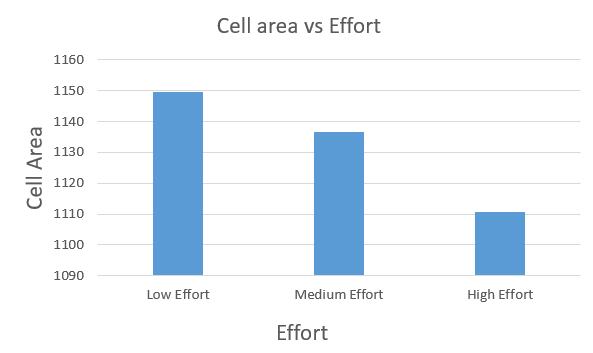 Cell area vs Effort
Cell Area
1160
1150
1140
1130
1120
1110
1100
1090
Low Effort
Medium Effort
High Effort
Effort